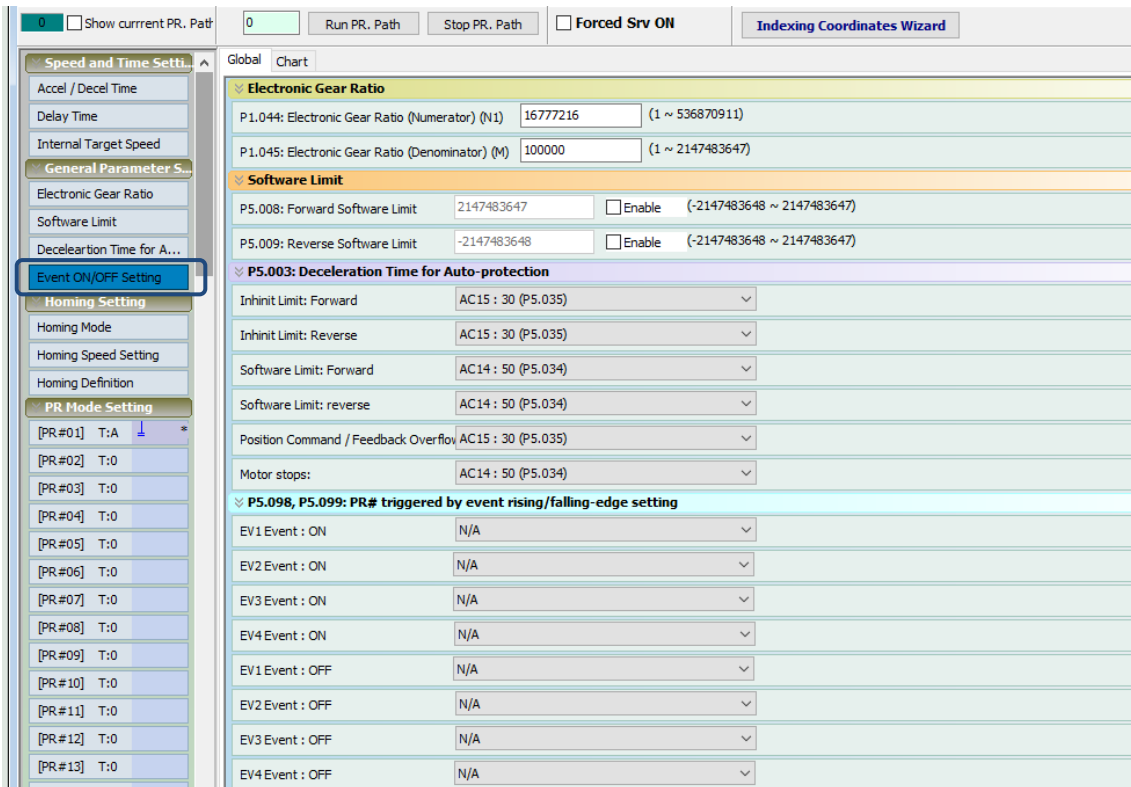 0 Show currrent PR. Path 0 Run PR. Path Stop PR. Path Forced Srv ON Indexing Coordinates Wizard
Speed and Time Setti...
Accel / Decel Time
Delay Time
Internal Target Speed
General Parameter S...
Electronic Gear Ratio
Software Limit
Deceleartion Time for A...
Event ON/OFF Setting
Homing Setting
Homing Mode
Homing Speed Setting
Homing Definition
PR Mode Setting
[PR#01] T:A *
[PR#02] T:0
[PR#03] T:0
[PR#04] T:0
[PR#05] T:0
[PR#06] T:0
[PR#07] T:0
[PR#08] T:0
[PR#09] T:0
[PR#10] T:0
[PR#11] T:0
[PR#12] T:0
[PR#13] T:0
Global Chart
Electronic Gear Ratio
P1.044: Electronic Gear Ratio (Numerator) (N1) 16777216 (1 ~ 536870911)
P1.045: Electronic Gear Ratio (Denominator) (M) 100000 (1 ~ 2147483647)
Software Limit
P5.008: Forward Software Limit 2147483647 Enable (-2147483648 ~ 2147483647)
P5.009: Reverse Software Limit -2147483648 Enable (-2147483648 ~ 2147483647)
P5.003: Deceleration Time for Auto-protection
Inhinit Limit: Forward AC15 : 30 (P5.035)
Inhinit Limit: Reverse AC15 : 30 (P5.035)
Software Limit: Forward AC14 : 50 (P5.034)
Software Limit: reverse AC14 : 50 (P5.034)
Position Command / Feedback Overflow AC15 : 30 (P5.035)
Motor stops: AC14 : 50 (P5.034)
P5.098, P5.099: PR# triggered by event rising/falling-edge setting
EV1 Event : ON N/A
EV2 Event : ON N/A
EV3 Event : ON N/A
EV4 Event : ON N/A
EV1 Event : OFF N/A
EV2 Event : OFF N/A
EV3 Event : OFF N/A
EV4 Event : OFF N/A